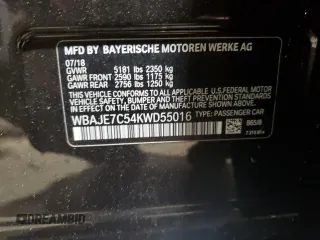 MFD BY BAYERISCHE MOTOREN WERKE AG
07/18
GVWR 5181 lbs 2350 kg
GAWR FRONT 2590 lbs 1175 kg
GAWR REAR 2756 lbs 1250 kg
THIS VEHICLE CONFORMS TO ALL APPLICABLE
U.S. FEDERAL MOTOR VEHICLE SAFETY,
BUMPER, AND THEFT PREVENTION STANDARDS
IN EFFECT ON THE DATE OF MANUFACTURE
SHOWN ABOVE.
WBAJE7C54KWD55016 TYPE: PASSENGER CAR
DREAMBID